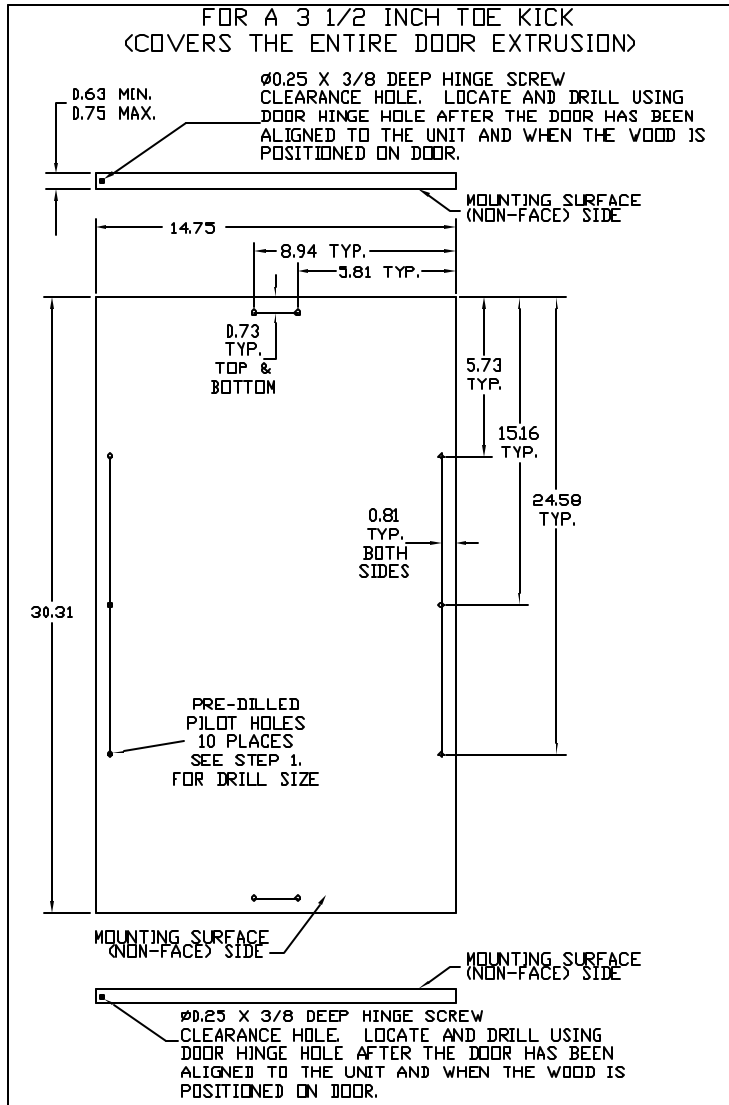 FOR A 3 1/2 INCH TOE KICK
(COVERS THE ENTIRE DOOR EXTRUSION)
0.63 MIN.
0.75 MAX.
Ø0.25 X 3/8 DEEP HINGE SCREW
CLEARANCE HOLE. LOCATE AND DRILL USING
DOOR HINGE HOLE AFTER THE DOOR HAS BEEN
ALIGNED TO THE UNIT AND WHEN THE WOOD IS
POSITIONED ON DOOR.
MOUNTING SURFACE
(NON-FACE) SIDE
14.75
8.94 TYP.
5.81 TYP.
0.73
TYP.
TOP &
BOTTOM
5.73
TYP.
15.16
TYP.
24.58
TYP.
0.81
TYP.
BOTH
SIDES
30.31
PRE-DILLED
PILOT HOLES
10 PLACES
SEE STEP 1.
FOR DRILL SIZE
MOUNTING SURFACE
(NON-FACE) SIDE
MOUNTING SURFACE
(NON-FACE) SIDE
Ø0.25 X 3/8 DEEP HINGE SCREW
CLEARANCE HOLE. LOCATE AND DRILL USING
DOOR HINGE HOLE AFTER THE DOOR HAS BEEN
ALIGNED TO THE UNIT AND WHEN THE WOOD IS
POSITIONED ON DOOR.